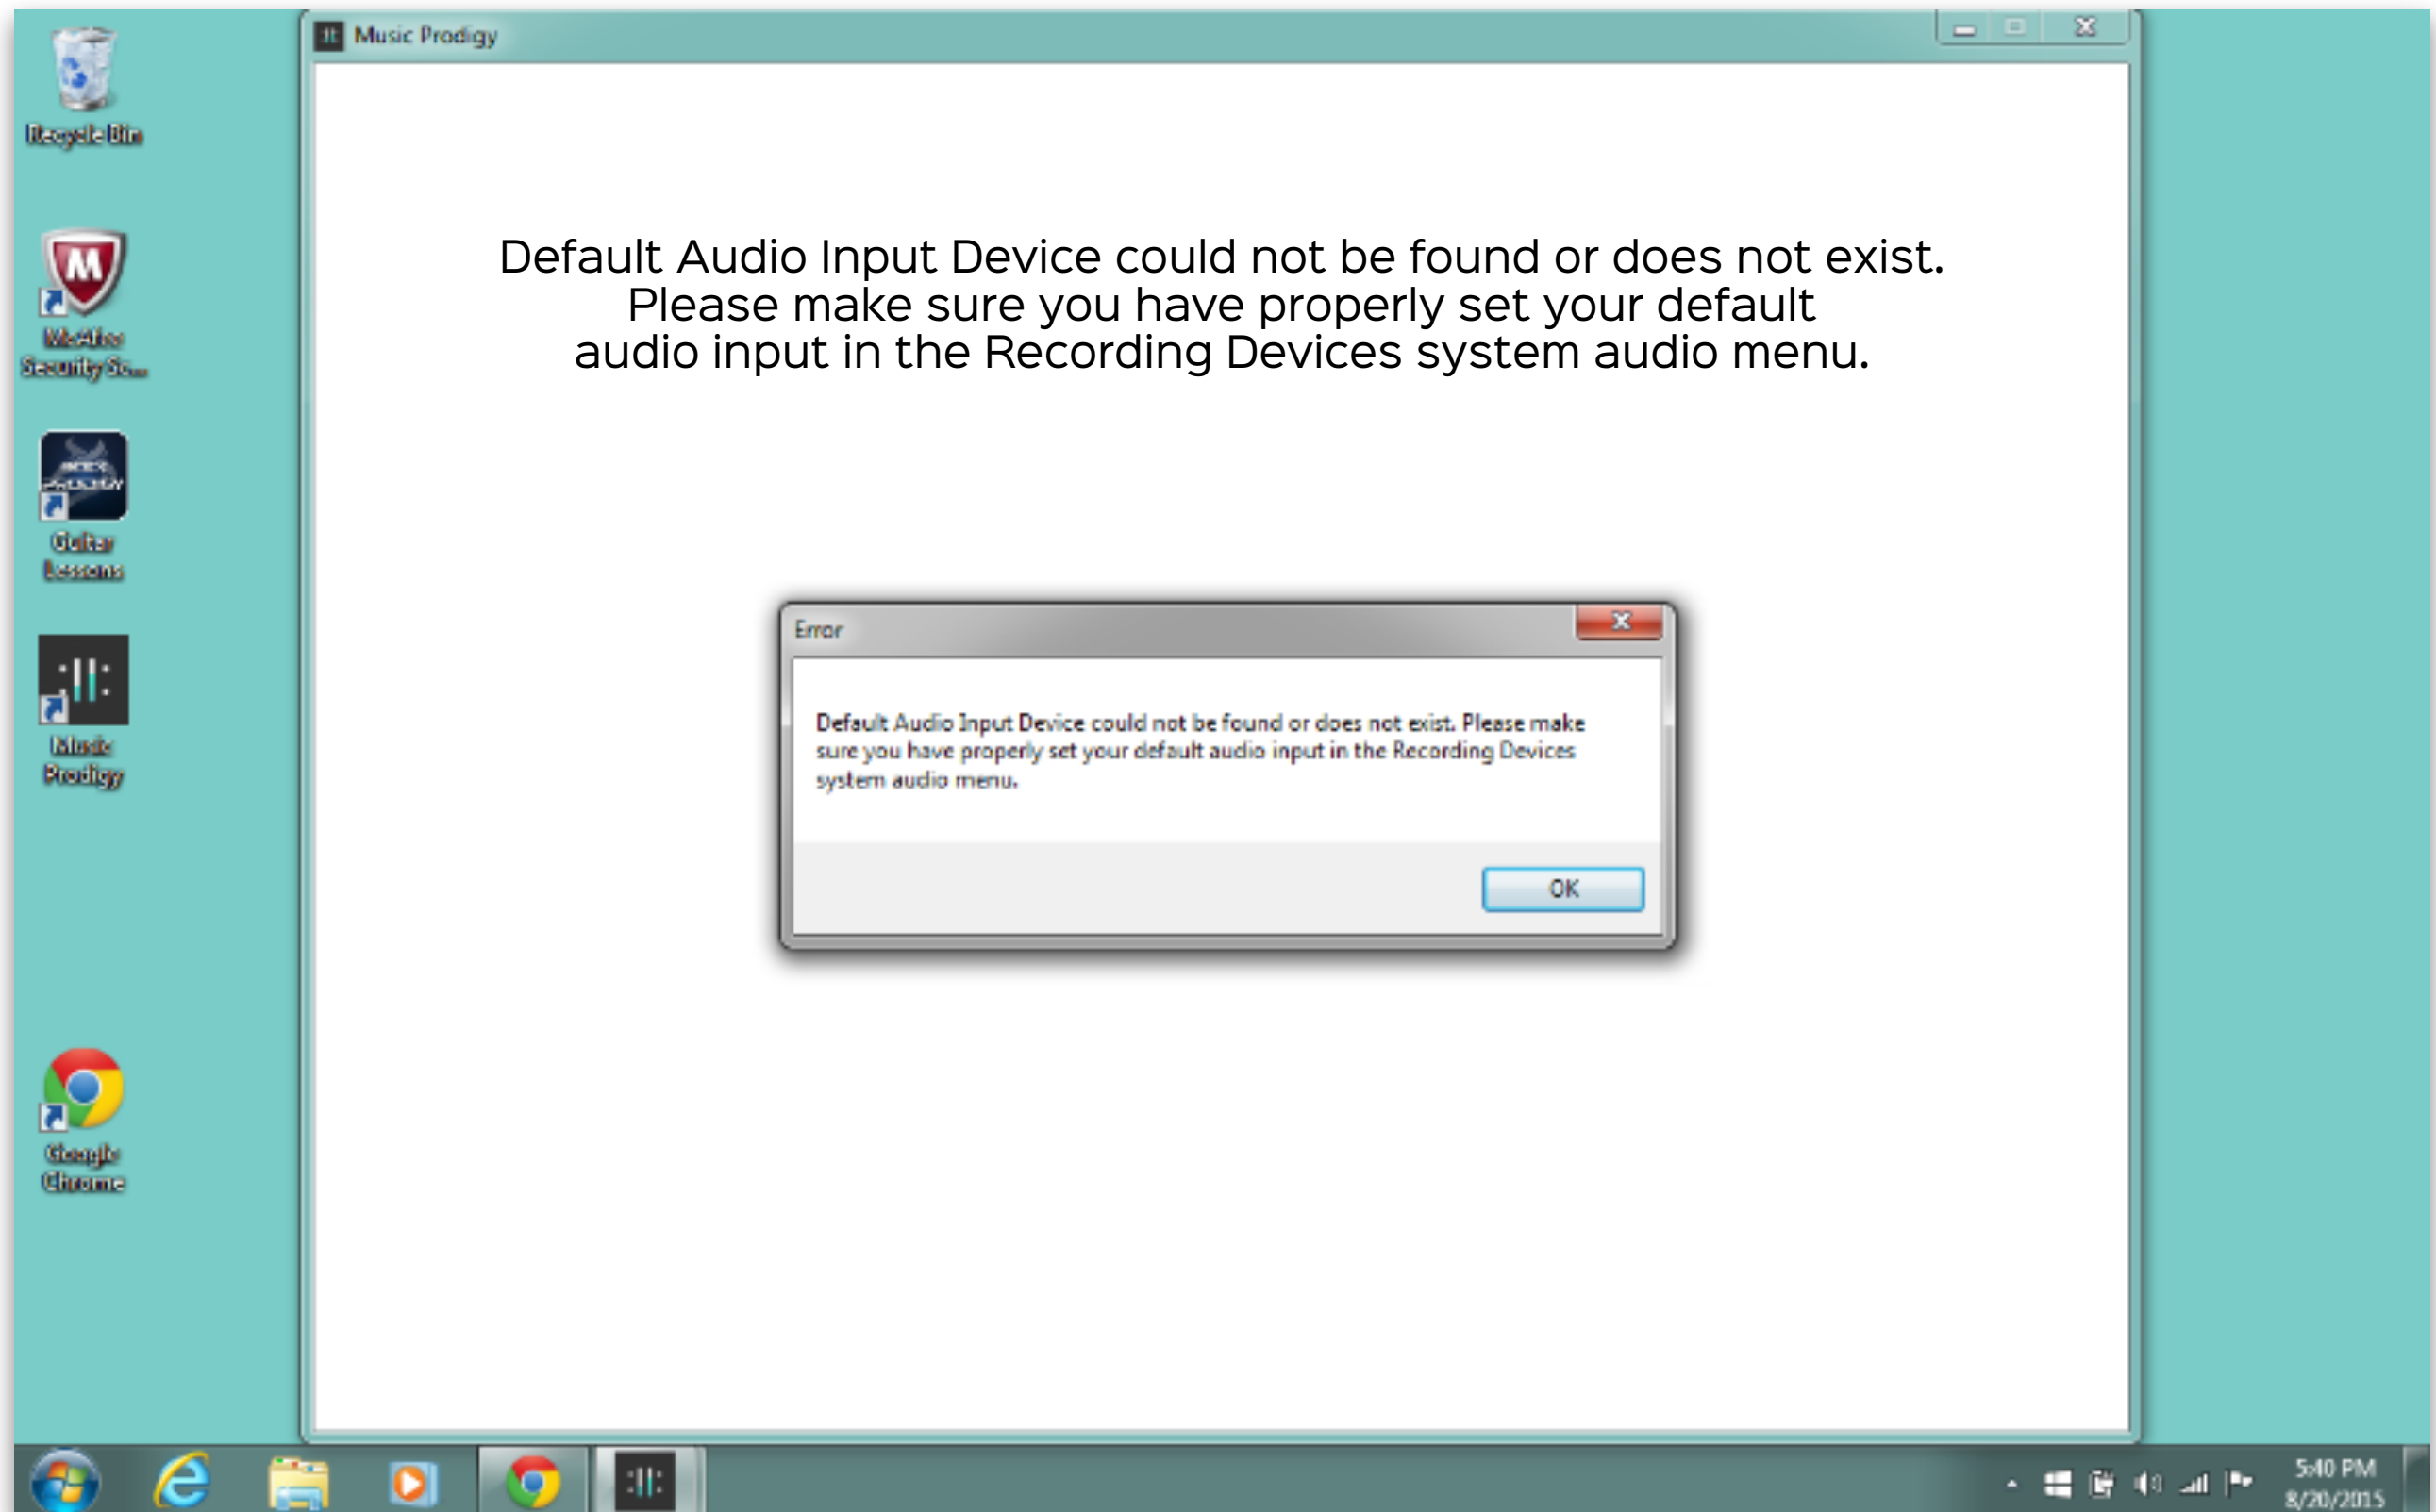 Music Prodigy
Recycle Bin
McAfee
Security Sc...
Guitar
Lessons
Music
Prodigy
Google
Chrome
Default Audio Input Device could not be found or does not exist.
Please make sure you have properly set your default
audio input in the Recording Devices system audio menu.
Error
Default Audio Input Device could not be found or does not exist. Please make
sure you have properly set your default audio input in the Recording Devices
system audio menu.
OK
5:40 PM
8/20/2015